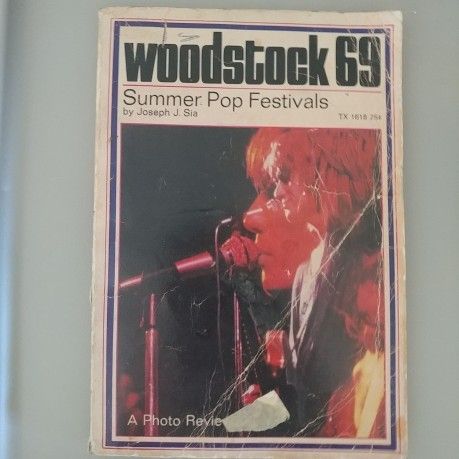 woodstock 69
Summer Pop Festivals
by Joseph J. Sia
TX 1618 75¢
A Photo Revie